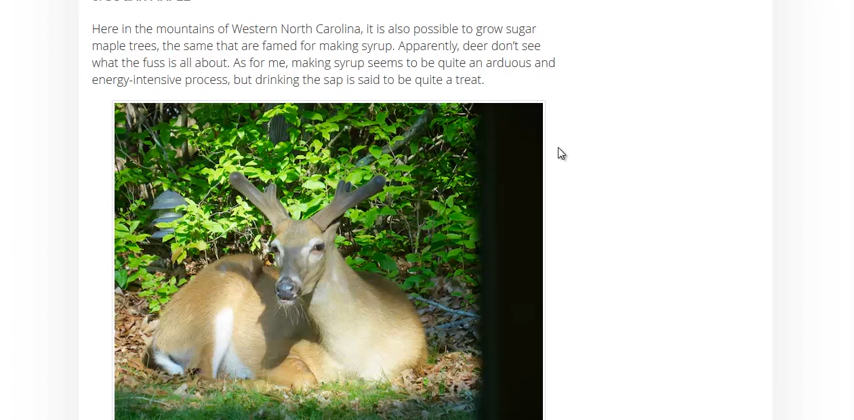 Here in the mountains of Western North Carolina, it is also possible to grow sugar
maple trees, the same that are famed for making syrup. Apparently, deer don’t see
what the fuss is all about. As for me, making syrup seems to be quite an arduous and
energy-intensive process, but drinking the sap is said to be quite a treat.